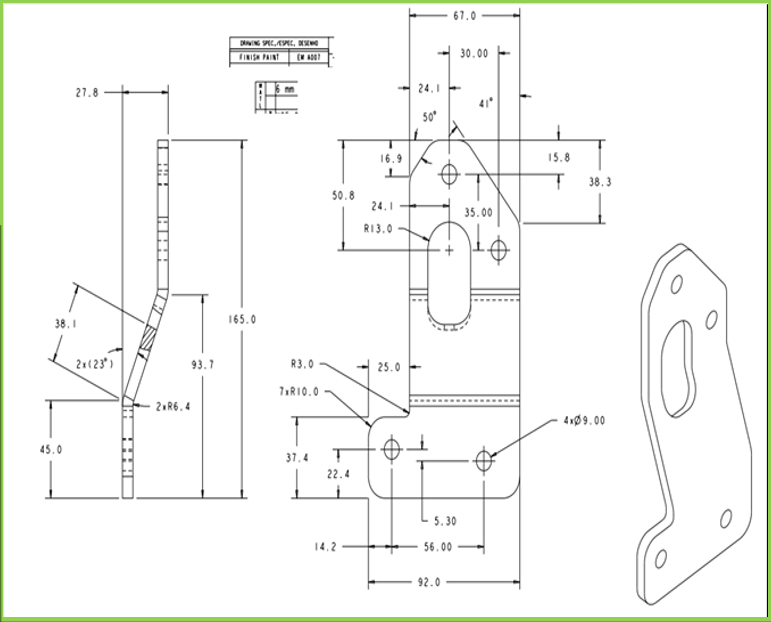 67.0
DRAWING SPEC./ESPEC. DESENHO
FINISH PAINT EM A007
30.00
6 mm
24.1
27.8
41°
50°
16.9
15.8
38.3
50.8
24.1
35.00
R13.0
38.1
165.0
2x(23°)
93.7
R3.0
25.0
7xR10.0
2xR6.4
4xØ9.00
45.0
37.4
22.4
5.30
14.2
56.00
92.0